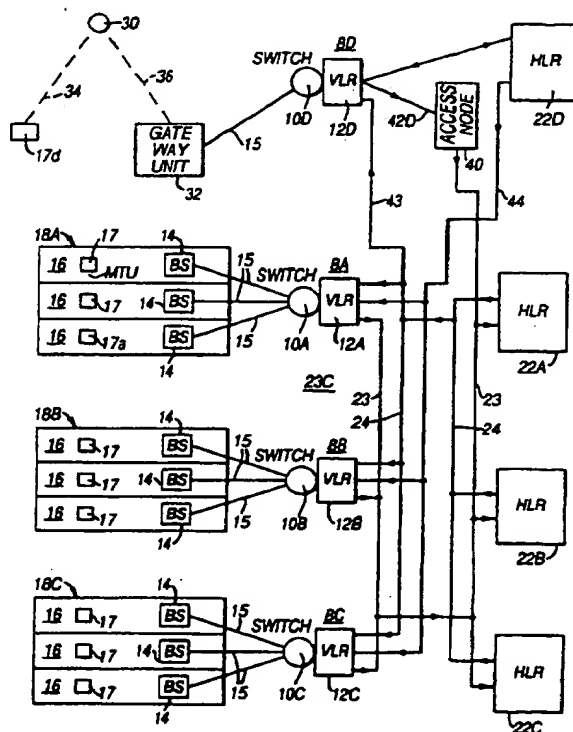 30
34
36
17d
GATE
WAY
UNIT
32
15
SWITCH
10D
8D
VLR
12D
42D
ACCESS
NODE
40
HLR
22D
43
44
18A
17
14
16
MTU
BS
15
SWITCH
8A
16
17
14
BS
VLR
16
17a
BS
15
10A
12A
14
23C
HLR
22A
23
24
24
23
18B
14
16
17
BS
15
SWITCH
8B
16
17
14
BS
VLR
16
17
BS
15
10B
12B
14
HLR
22B
18C
14
16
17
BS
15
SWITCH
8C
16
17
14
BS
VLR
16
17
BS
15
10C
12C
14
HLR
22C